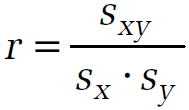 r = s_xy / (s_x · s_y)